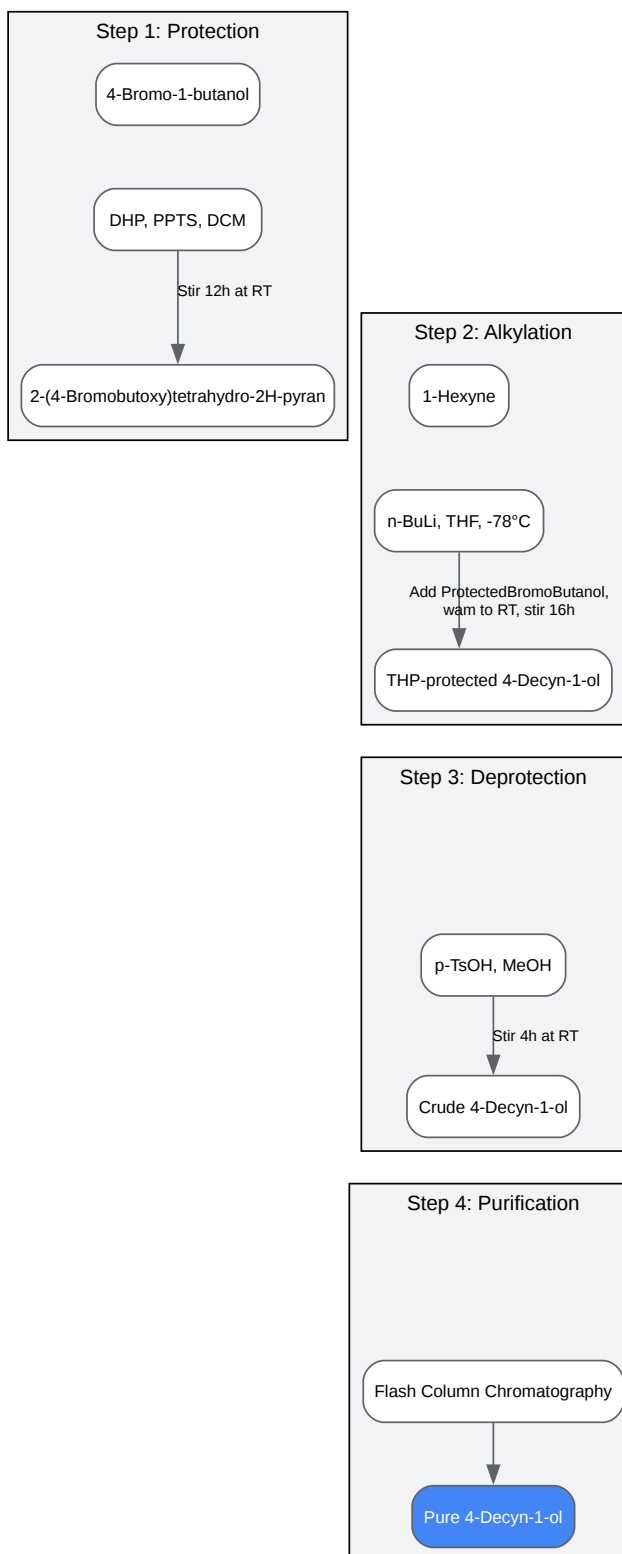 Step 1: Protection
4-Bromo-1-butanol
DHP, PPTS, DCM
Stir 12h at RT
2-(4-Bromobutoxy)tetrahydro-2H-pyran
Step 2: Alkylation
1-Hexyne
n-BuLi, THF, -78°C
Add ProtectedBromoButanol,
wam to RT, stir 16h
THP-protected 4-Decyn-1-ol
Step 3: Deprotection
p-TsOH, MeOH
Stir 4h at RT
Crude 4-Decyn-1-ol
Step 4: Purification
Flash Column Chromatography
Pure 4-Decyn-1-ol